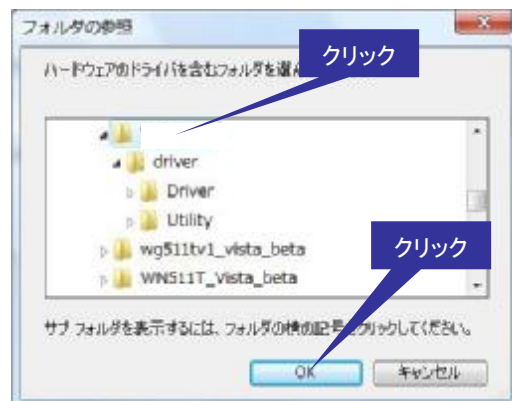 フォルダの参照
クリック
ハードウェアのドライバを含むフォルダを選
driver
Driver
Utility
wg511tv1_vista_beta
WN511T_Vista_beta
クリック
サブ フォルダを表示するには、フォルダの横の記号をクリックしてください。
OK
キャンセル